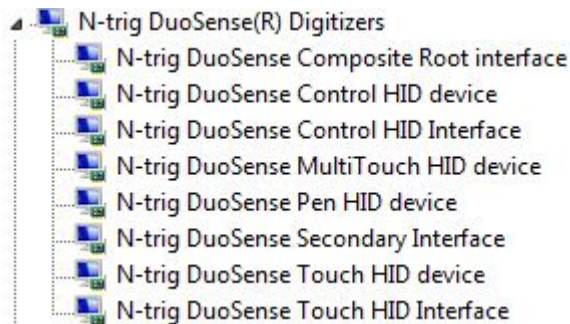 N-trig DuoSense(R) Digitizers
N-trig DuoSense Composite Root interface
N-trig DuoSense Control HID device
N-trig DuoSense Control HID Interface
N-trig DuoSense MultiTouch HID device
N-trig DuoSense Pen HID device
N-trig DuoSense Secondary Interface
N-trig DuoSense Touch HID device
N-trig DuoSense Touch HID Interface